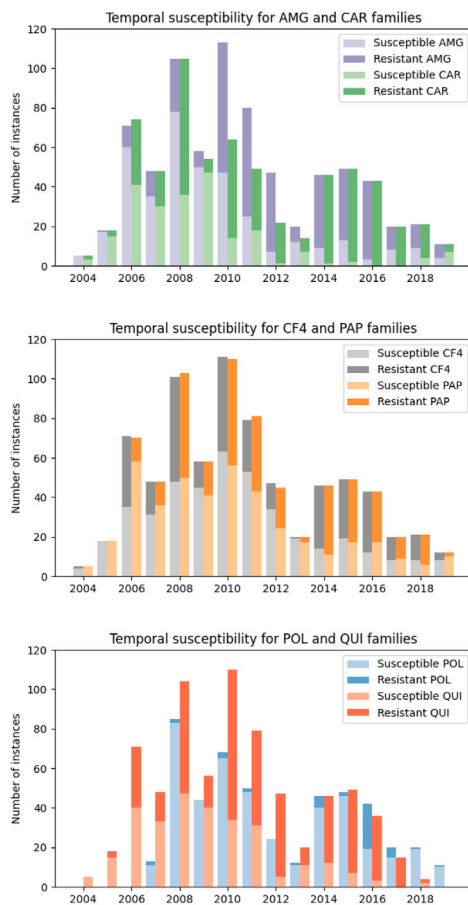 Temporal susceptibility for AMG and CAR families
120
100
80
60
40
20
0
Number of instances
Susceptible AMG
Resistant AMG
Susceptible CAR
Resistant CAR
2004 2006 2008 2010 2012 2014 2016 2018
Temporal susceptibility for CF4 and PAP families
120
100
80
60
40
20
0
Number of instances
Susceptible CF4
Resistant CF4
Susceptible PAP
Resistant PAP
2004 2006 2008 2010 2012 2014 2016 2018
Temporal susceptibility for POL and QUI families
120
100
80
60
40
20
0
Number of instances
Susceptible POL
Resistant POL
Susceptible QUI
Resistant QUI
2004 2006 2008 2010 2012 2014 2016 2018